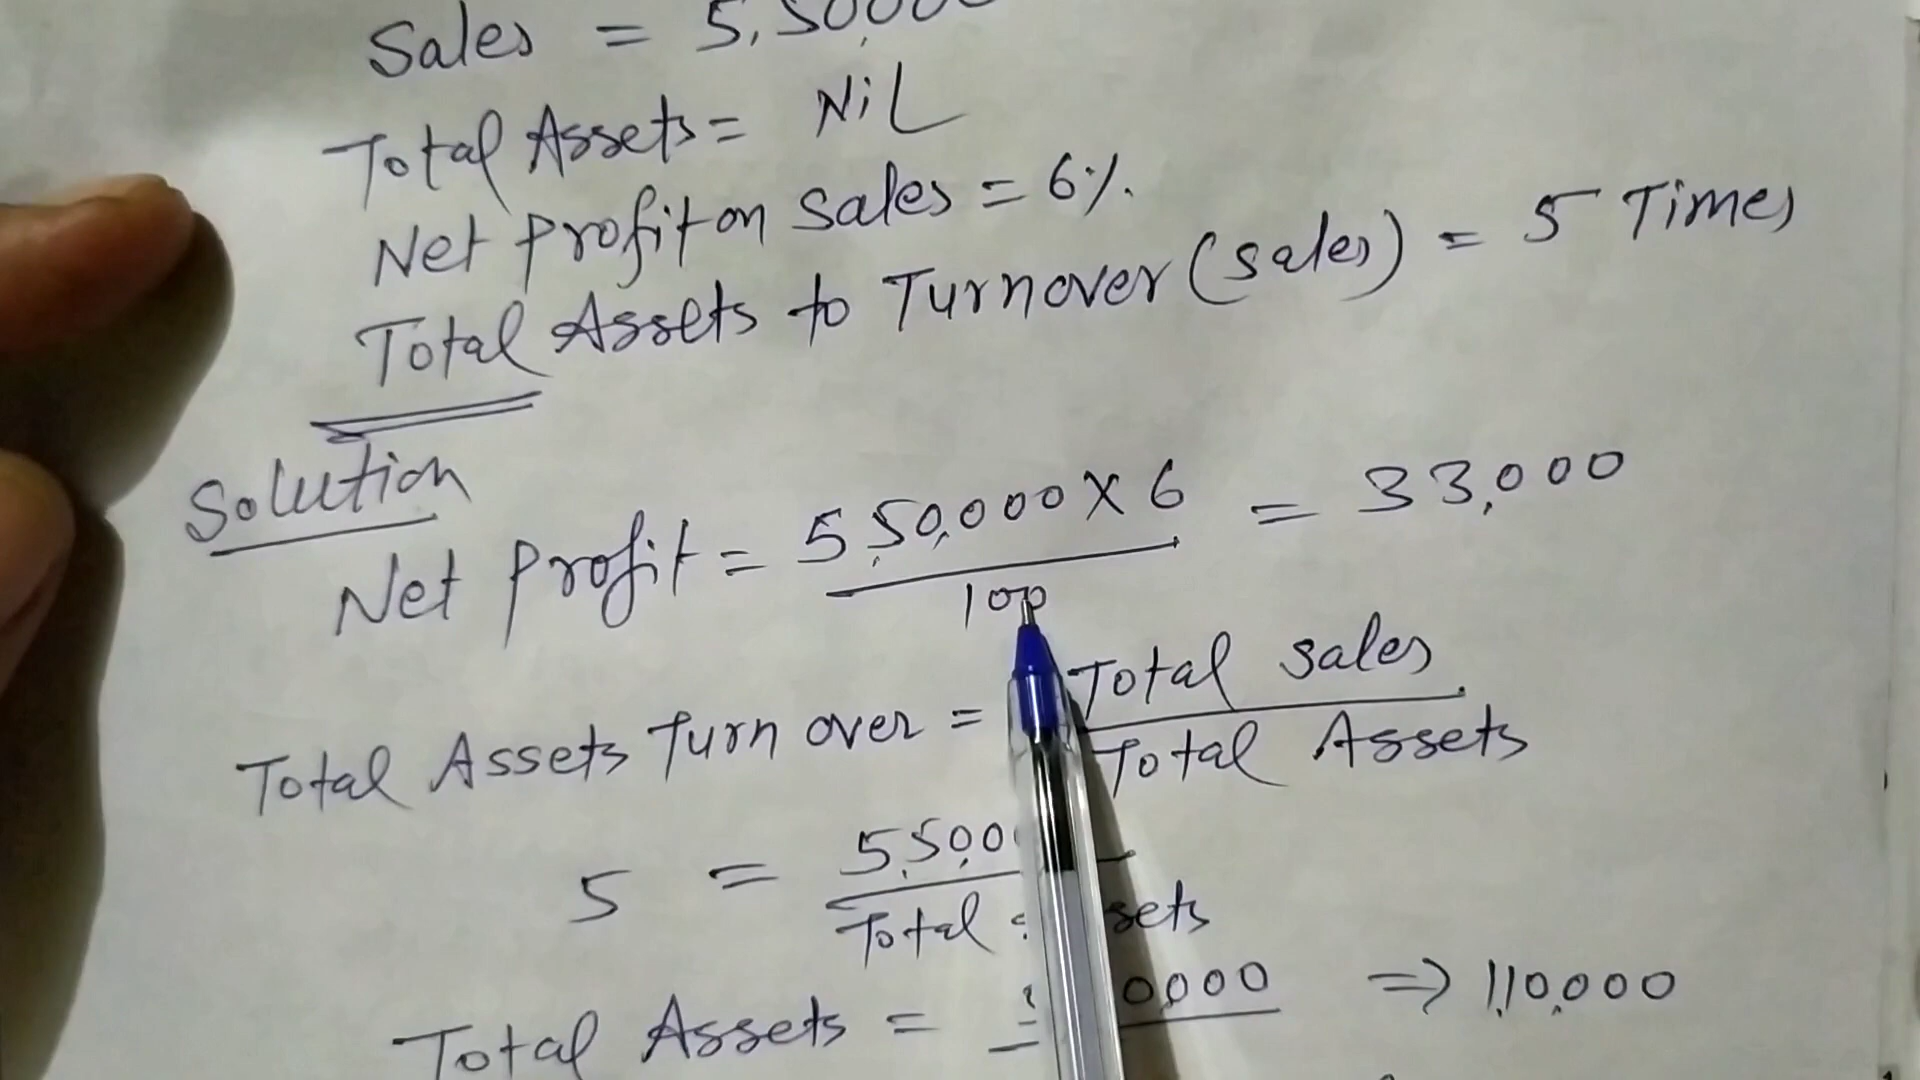 Sales = 5,50,00
Total Assets = NiL
Net Profit on Sales = 6%.
Total Assets to Turnover (Sales) = 5 Times
Solution
Net Profit = 5,50,000 X 6 = 33,000
100
Total Assets Turn over = Total Sales
Total Assets
5 = 5,50,0
Total
Total Assets = 0,000 => 1,10,000